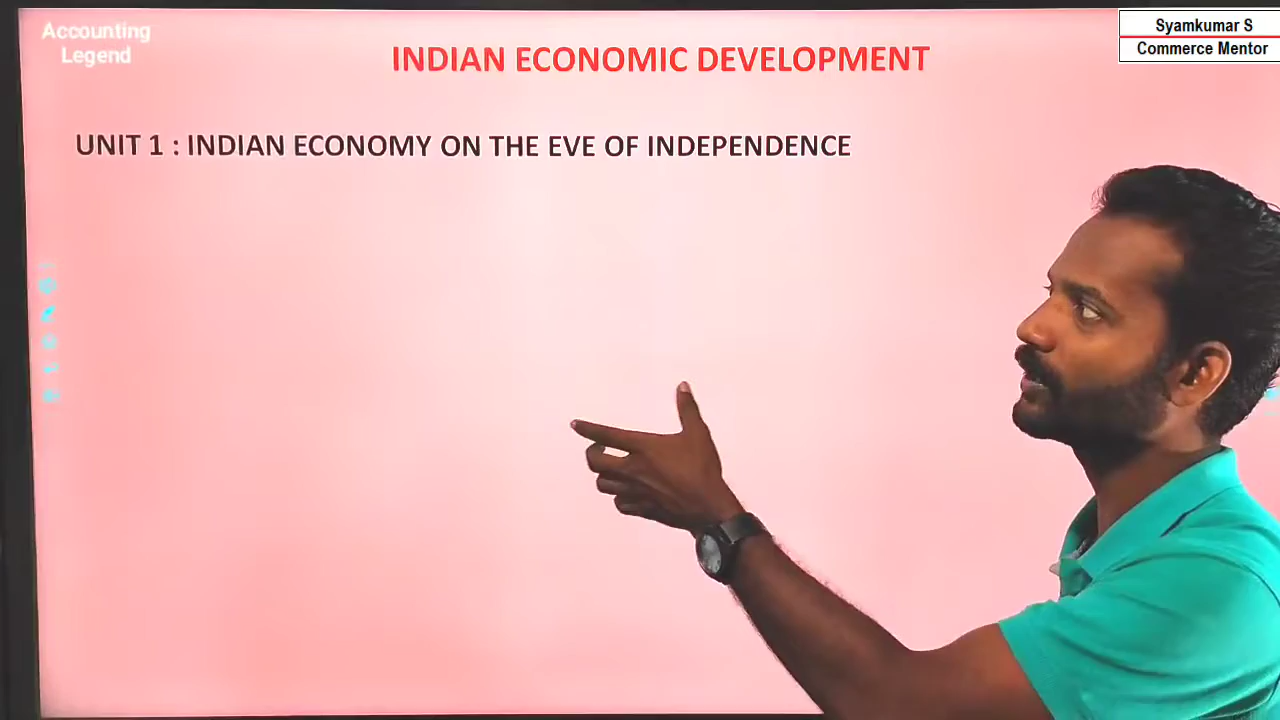 Accounting
Legend
INDIAN ECONOMIC DEVELOPMENT
Syamkumar S
Commerce Mentor
UNIT 1 : INDIAN ECONOMY ON THE EVE OF INDEPENDENCE